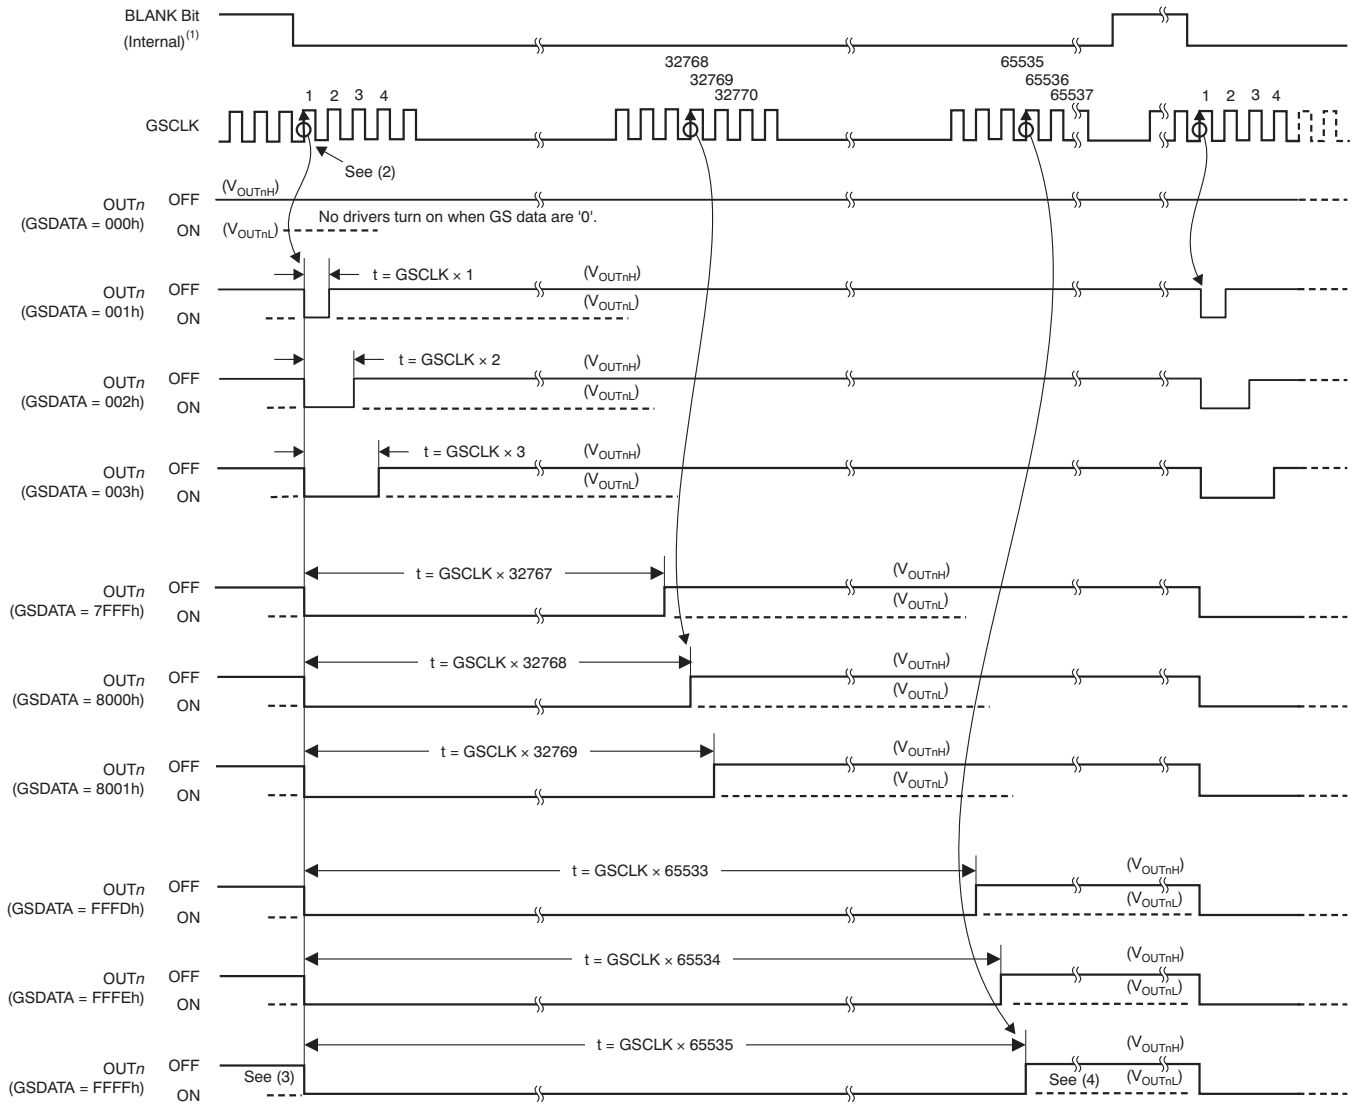 BLANK Bit
(Internal)(1)
32768
32769
32770
65535
65536
65537
GSCLK
1 2 3 4
1 2 3 4
See (2)
OUTn
(GSDATA = 000h)
OFF
ON
(VOUTnH)
(VOUTnL)
No drivers turn on when GS data are '0'.
OUTn
(GSDATA = 001h)
OFF
ON
t = GSCLK × 1
(VOUTnH)
(VOUTnL)
OUTn
(GSDATA = 002h)
OFF
ON
t = GSCLK × 2
(VOUTnH)
(VOUTnL)
OUTn
(GSDATA = 003h)
OFF
ON
t = GSCLK × 3
(VOUTnH)
(VOUTnL)
OUTn
(GSDATA = 7FFFh)
OFF
ON
t = GSCLK × 32767
(VOUTnH)
(VOUTnL)
OUTn
(GSDATA = 8000h)
OFF
ON
t = GSCLK × 32768
(VOUTnH)
(VOUTnL)
OUTn
(GSDATA = 8001h)
OFF
ON
t = GSCLK × 32769
(VOUTnH)
(VOUTnL)
OUTn
(GSDATA = FFFDh)
OFF
ON
t = GSCLK × 65533
(VOUTnH)
(VOUTnL)
OUTn
(GSDATA = FFFEh)
OFF
ON
t = GSCLK × 65534
(VOUTnH)
(VOUTnL)
OUTn
(GSDATA = FFFFh)
OFF
ON
See (3)
t = GSCLK × 65535
See (4)
(VOUTnH)
(VOUTnL)